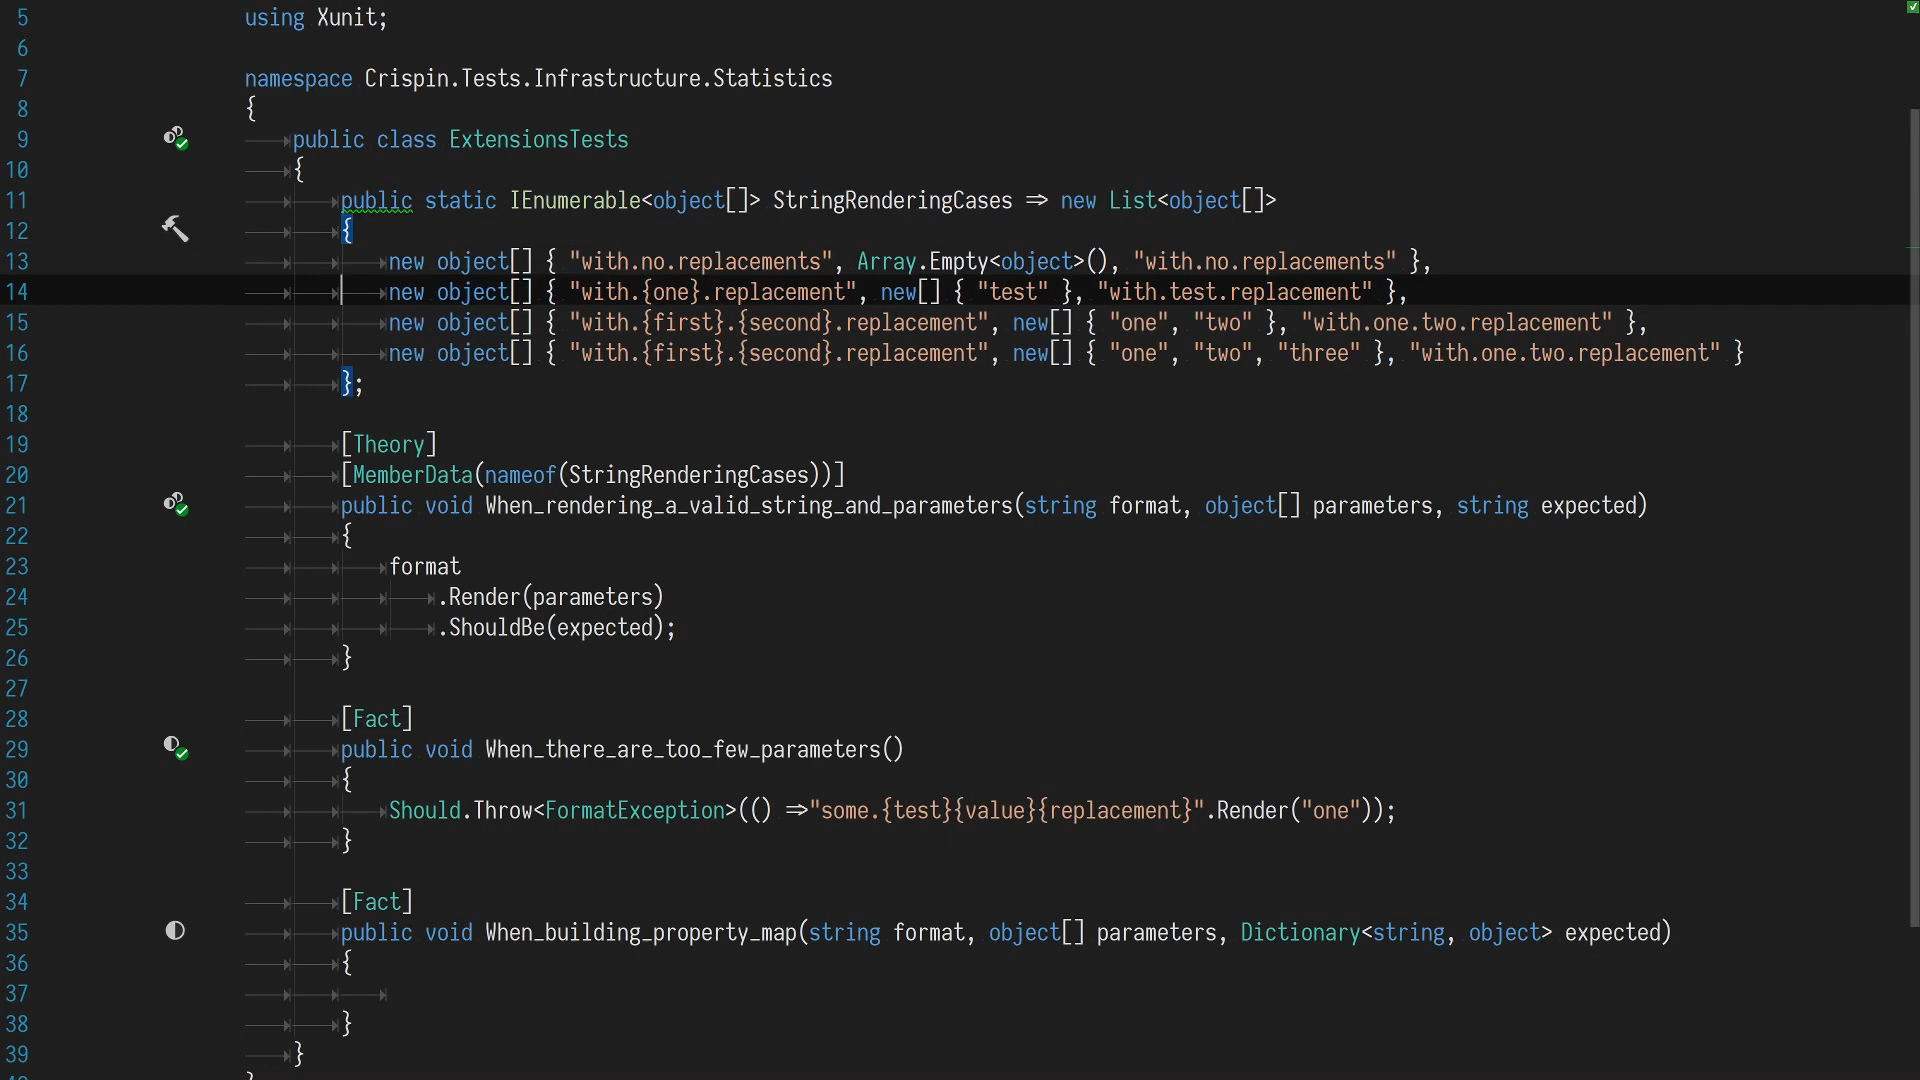 5 using Xunit;
6
7 namespace Crispin.Tests.Infrastructure.Statistics
8 {
9 public class ExtensionsTests
10 {
11 public static IEnumerable<object[]> StringRenderingCases => new List<object[]>
12 {
13 new object[] { "with.no.replacements", Array.Empty<object>(), "with.no.replacements" },
14 new object[] { "with.{one}.replacement", new[] { "test" }, "with.test.replacement" },
15 new object[] { "with.{first}.{second}.replacement", new[] { "one", "two" }, "with.one.two.replacement" },
16 new object[] { "with.{first}.{second}.replacement", new[] { "one", "two", "three" }, "with.one.two.replacement" }
17 };
18
19 [Theory]
20 [MemberData(nameof(StringRenderingCases))]
21 public void When_rendering_a_valid_string_and_parameters(string format, object[] parameters, string expected)
22 {
23 format
24 .Render(parameters)
25 .ShouldBe(expected);
26 }
27
28 [Fact]
29 public void When_there_are_too_few_parameters()
30 {
31 Should.Throw<FormatException>(() =>"some.{test}{value}{replacement}".Render("one"));
32 }
33
34 [Fact]
35 public void When_building_property_map(string format, object[] parameters, Dictionary<string, object> expected)
36 {
37
38 }
39 }